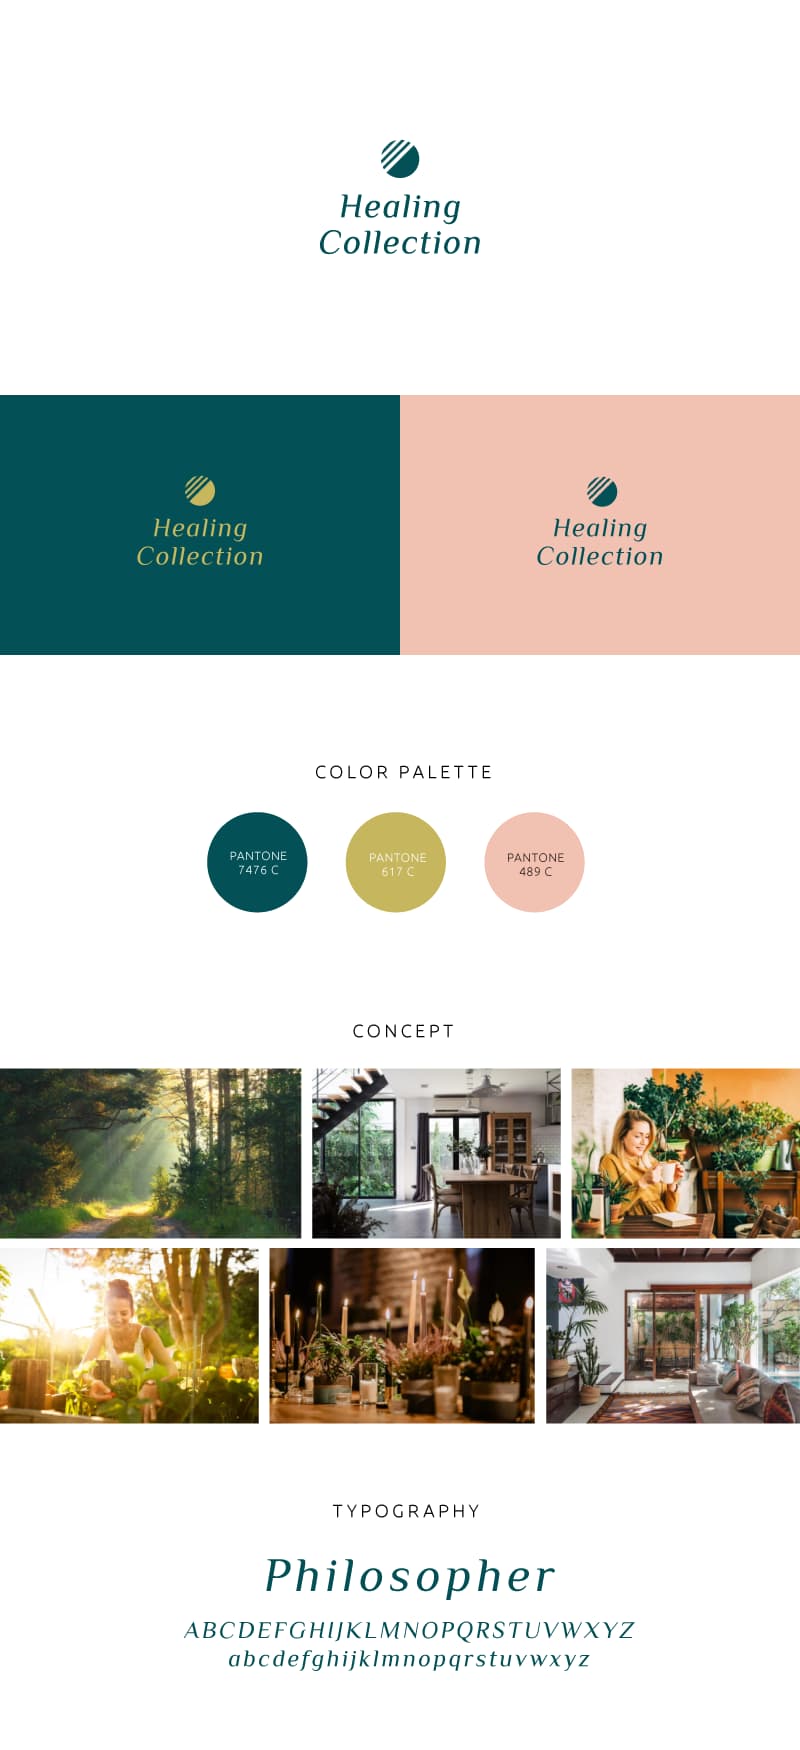 Healing
Collection
Healing
Collection
Healing
Collection
COLOR PALETTE
PANTONE
7476 C
PANTONE
617 C
PANTONE
489 C
CONCEPT
TYPOGRAPHY
Philosopher
ABCDEFGHIJKLMNOPQRSTUVWXYZ
abcdefghijklmnopqrstuvwxyz